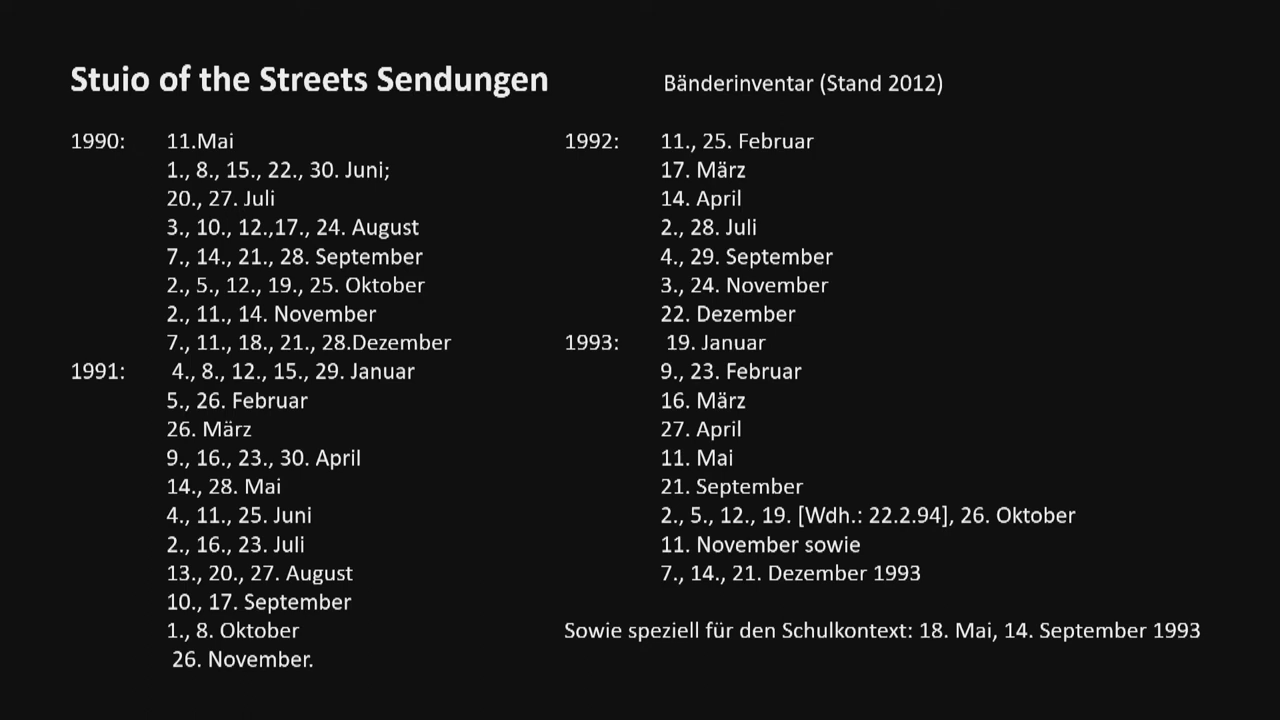 Stuio of the Streets Sendungen
Bänderinventar (Stand 2012)
1990: 11.Mai
1., 8., 15., 22., 30. Juni;
20., 27. Juli
3., 10., 12.,17., 24. August
7., 14., 21., 28. September
2., 5., 12., 19., 25. Oktober
2., 11., 14. November
7., 11., 18., 21., 28.Dezember
1991: 4., 8., 12., 15., 29. Januar
5., 26. Februar
26. März
9., 16., 23., 30. April
14., 28. Mai
4., 11., 25. Juni
2., 16., 23. Juli
13., 20., 27. August
10., 17. September
1., 8. Oktober
26. November.
1992: 11., 25. Februar
17. März
14. April
2., 28. Juli
4., 29. September
3., 24. November
22. Dezember
1993: 19. Januar
9., 23. Februar
16. März
27. April
11. Mai
21. September
2., 5., 12., 19. [Wdh.: 22.2.94], 26. Oktober
11. November sowie
7., 14., 21. Dezember 1993
Sowie speziell für den Schulkontext: 18. Mai, 14. September 1993